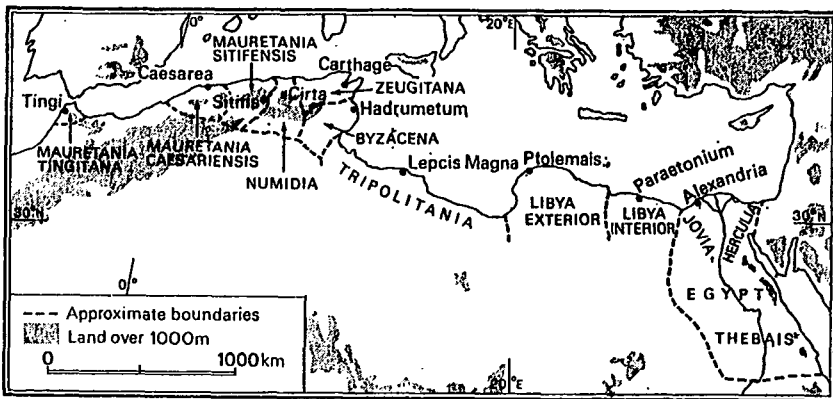 0°
20°E
MAURETANIA
SITIFENSIS
Carthage
Caesarea
ZEUGITANA
Tingi
Sitifis
Cirta
Hadrumetum
MAURETANIA
TINGITANA
MAURETANIA
CAESARIENSIS
BYZACENA
NUMIDIA
Lepcis Magna
Ptolemais
Paraetonium
Alexandria
TRIPOLITANIA
LIBYA
EXTERIOR
LIBYA
INTERIOR
JOVIA
HERCULIA
30°N
30°N
EGYPT
THEBAIS
0°
20°E
Approximate boundaries
Land over 1000m
0
1000km